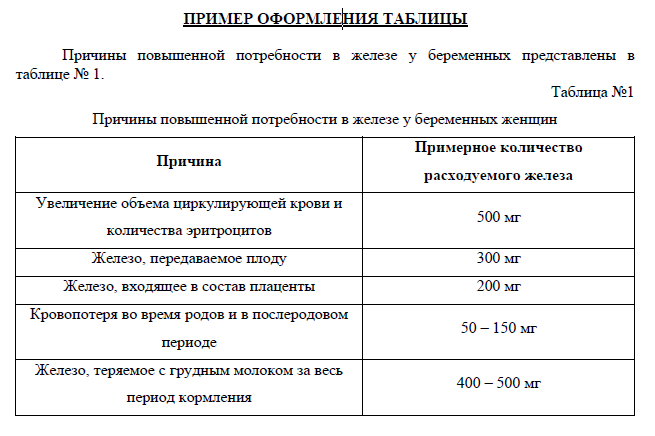 ПРИМЕР ОФОРМЛЕНИЯ ТАБЛИЦЫ
Причины повышенной потребности в железе у беременных представлены в
таблице № 1.
Таблица №1
Причины повышенной потребности в железе у беременных женщин
Причина
Примерное количество
расходуемого железа
Увеличение объема циркулирующей крови и
количества эритроцитов
500 мг
Железо, передаваемое плоду
300 мг
Железо, входящее в состав плаценты
200 мг
Кровопотеря во время родов и в послеродовом
периоде
50 – 150 мг
Железо, теряемое с грудным молоком за весь
период кормления
400 – 500 мг